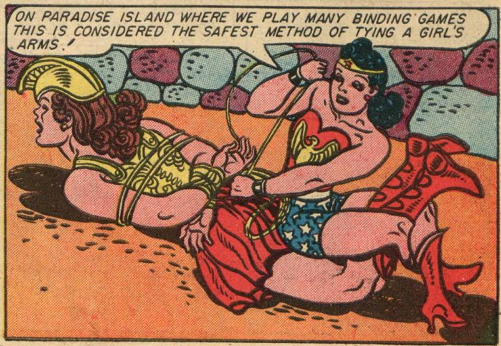 ON PARADISE ISLAND WHERE WE PLAY MANY BINDING GAMES
THIS IS CONSIDERED THE SAFEST METHOD OF TYING A GIRL'S
ARMS!